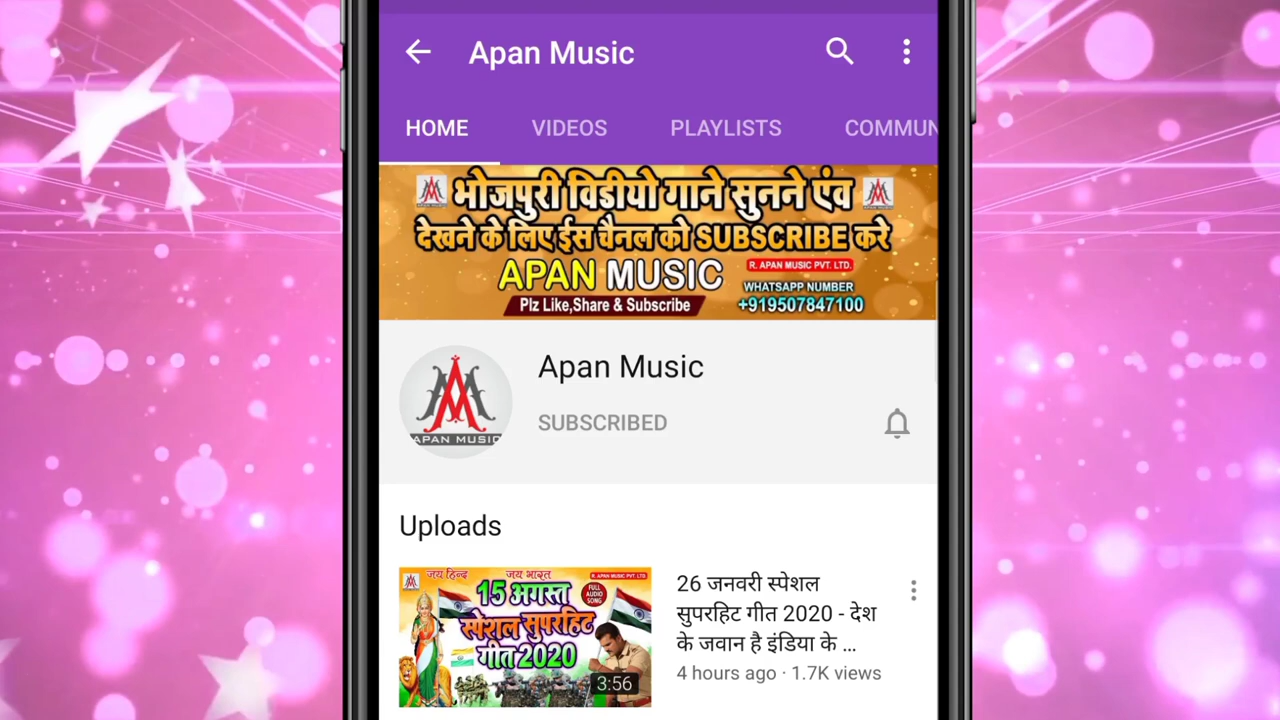 Apan Music
HOME VIDEOS PLAYLISTS COMMUN
भोजपुरी विडीयो गाने सुनने एंव
देखने के लिए ईस चैनल को SUBSCRIBE करे
APAN MUSIC
R. APAN MUSIC PVT. LTD.
WHATSAPP NUMBER
Plz Like,Share & Subscribe
+919507847100
Apan Music
SUBSCRIBED
APAN MUSIC
Uploads
जय हिन्द जय भारत
R. APAN MUSIC PVT. LTD
15 अगस्त
FULL
AUDIO
SONG
स्पेशल सुपरहिट
गीत 2020
3:56
26 जनवरी स्पेशल
सुपरहिट गीत 2020 - देश
के जवान है इंडिया के ...
4 hours ago · 1.7K views